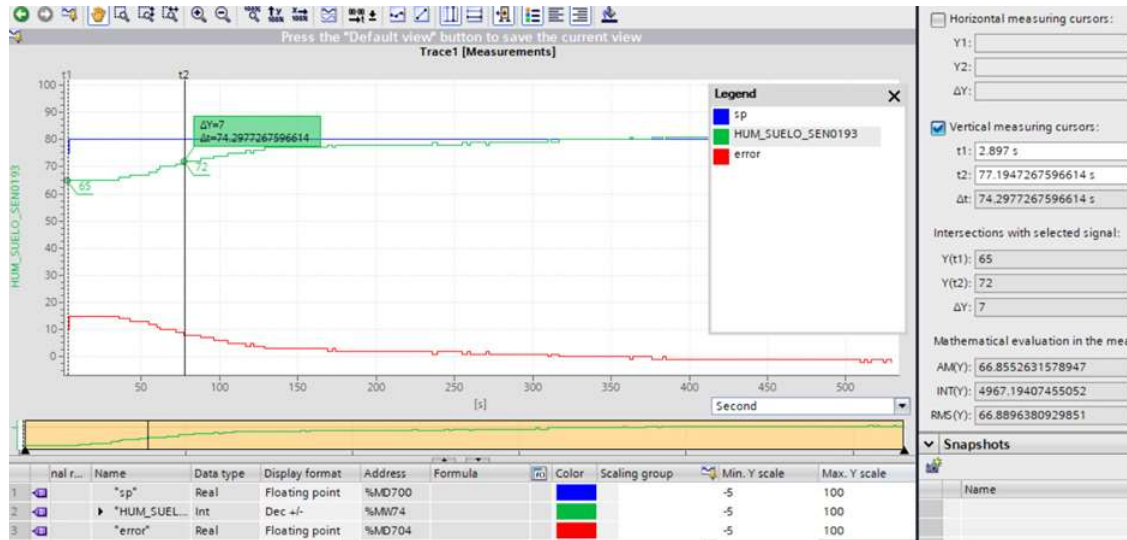 Press the "Default view" button to save the current view
Trace1 [Measurements]
t1
t2
100
90
80
70
60
50
40
30
20
10
0
HUM_SUELO_SEN0193
ΔY=7
Δt=74.2977267596614
65
72
Legend
sp
HUM_SUELO_SEN0193
error
50
100
150
200
250
300
350
400
450
500
[s]
Second
Horizontal measuring cursors:
Y1:
Y2:
ΔY:
Vertical measuring cursors:
t1: 2.897 s
t2: 77.1947267596614 s
Δt: 74.2977267596614 s
Intersections with selected signal:
Y(t1): 65
Y(t2): 72
ΔY: 7
Mathematical evaluation in the mea
AM(Y): 66.8552631578947
INT(Y): 4967.19407455052
RMS(Y): 66.8896380929851
Snapshots
Name
nal r... Name Data type Display format Address Formula Color Scaling group Min. Y scale Max. Y scale
1 "sp" Real Floating point %MD700 -5 100
2 "HUM_SUEL... Int Dec +/- %MW74 -5 100
3 "error" Real Floating point %MD704 -5 100